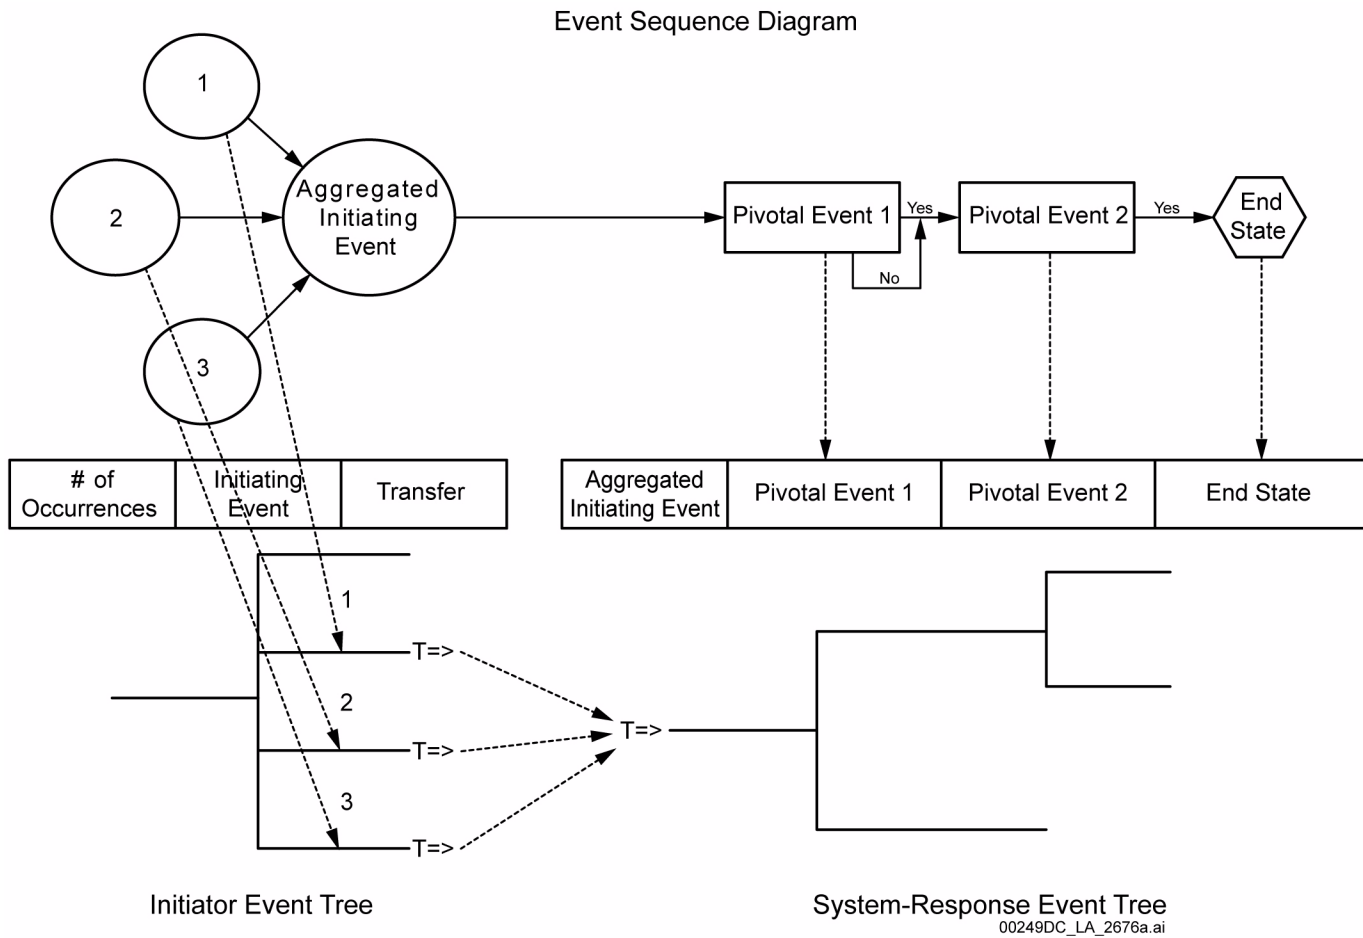 Event Sequence Diagram
1
2
3
Aggregated
Initiating
Event
Pivotal Event 1
Yes
No
Pivotal Event 2
Yes
End
State
# of
Occurrences
Initiating
Event
Transfer
Aggregated
Initiating Event
Pivotal Event 1
Pivotal Event 2
End State
1
T=>
2
T=>
3
T=>
T=>
Initiator Event Tree
System-Response Event Tree
00249DC_LA_2676a.ai